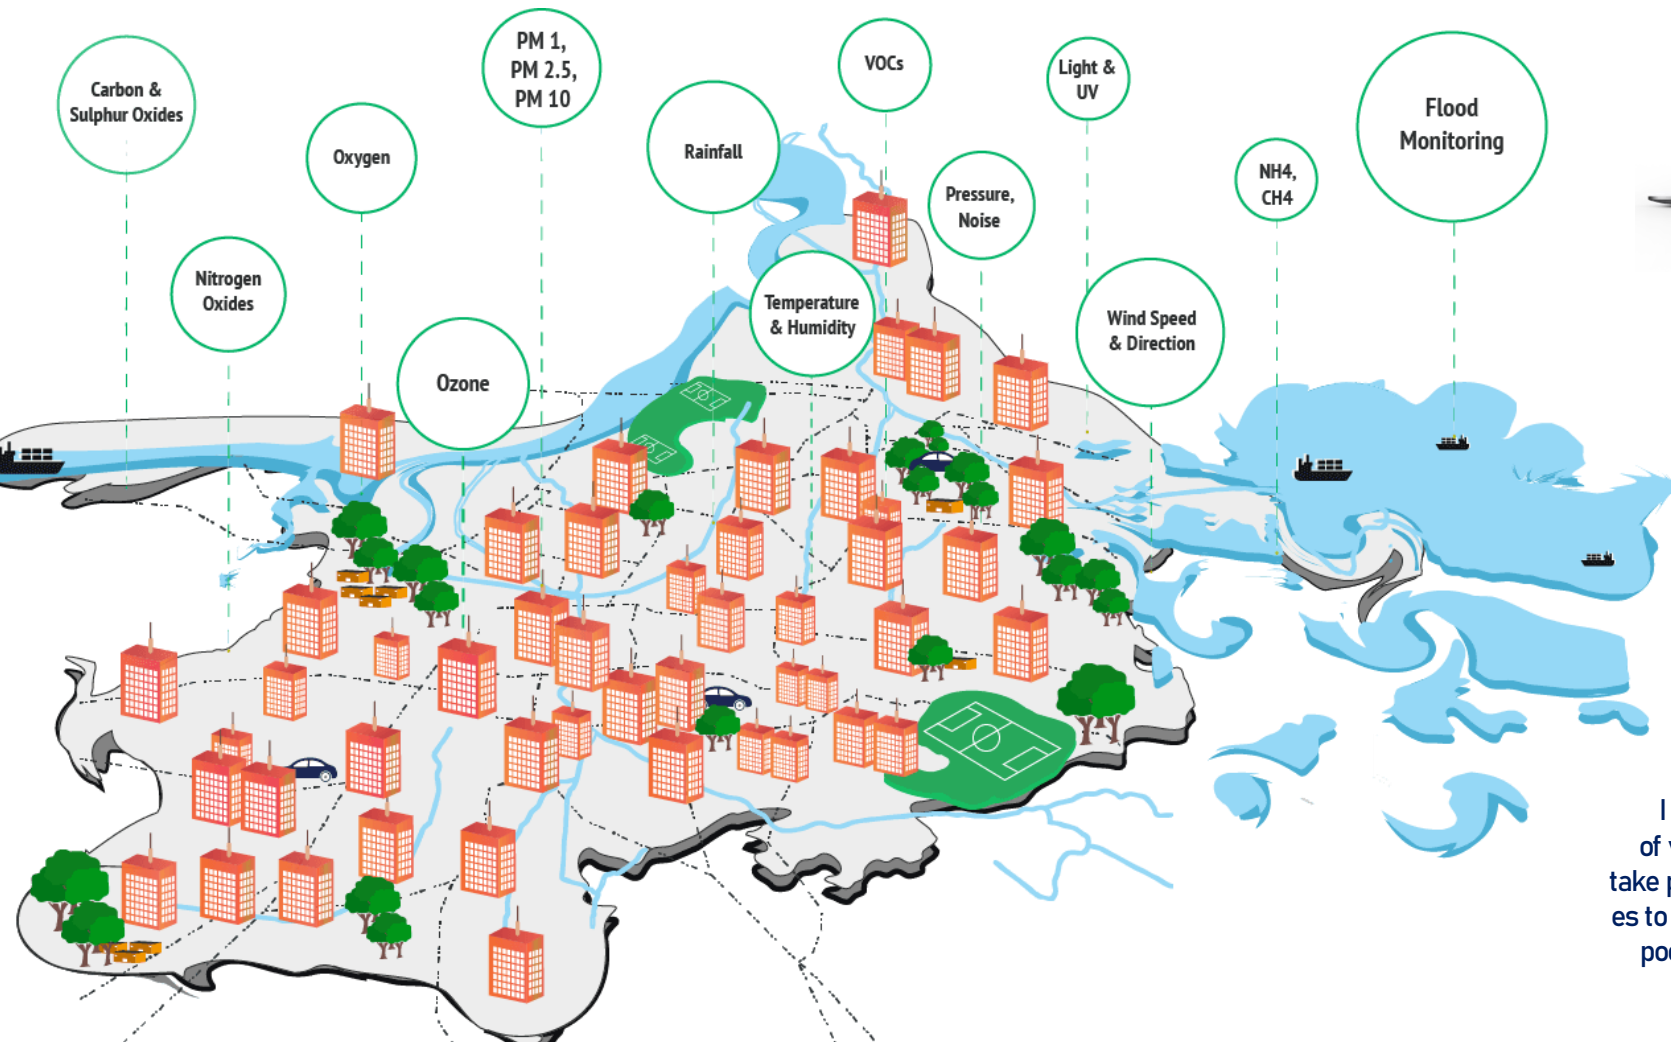 Carbon &
Sulphur Oxides
Nitrogen
Oxides
Oxygen
Ozone
PM 1,
PM 2.5,
PM 10
Rainfall
Temperature
& Humidity
VOCs
Pressure,
Noise
Light &
UV
Wind Speed
& Direction
NH4,
CH4
Flood
Monitoring
of
take
es to